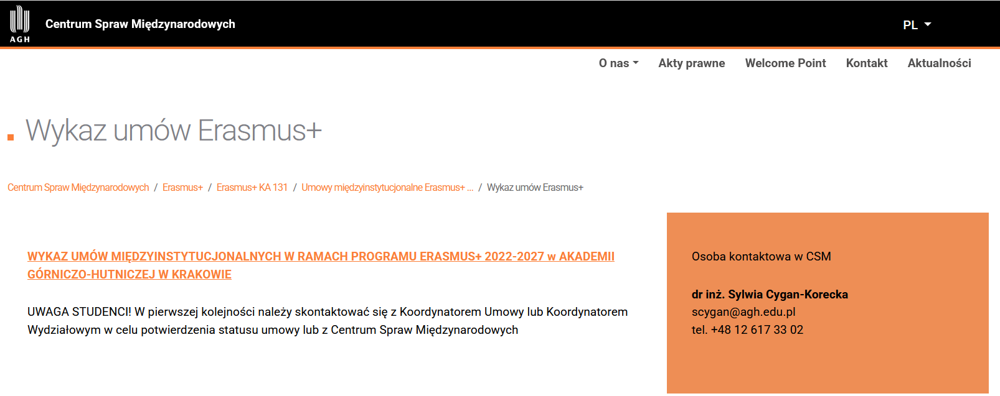 AGH
Centrum Spraw Międzynarodowych
PL
O nas
Akty prawne
Welcome Point
Kontakt
Aktualności
Wykaz umów Erasmus+
Centrum Spraw Międzynarodowych / Erasmus+ / Erasmus+ KA 131 / Umowy międzyinstytucjonalne Erasmus+ ... / Wykaz umów Erasmus+
WYKAZ UMÓW MIĘDZYINSTYTUCJONALNYCH W RAMACH PROGRAMU ERASMUS+ 2022-2027 w AKADEMII
GÓRNICZO-HUTNICZEJ W KRAKOWIE
UWAGA STUDENCI! W pierwszej kolejności należy skontaktować się z Koordynatorem Umowy lub Koordynatorem
Wydziałowym w celu potwierdzenia statusu umowy lub z Centrum Spraw Międzynarodowych
Osoba kontaktowa w CSM
dr inż. Sylwia Cygan-Korecka
scygan@agh.edu.pl
tel. +48 12 617 33 02